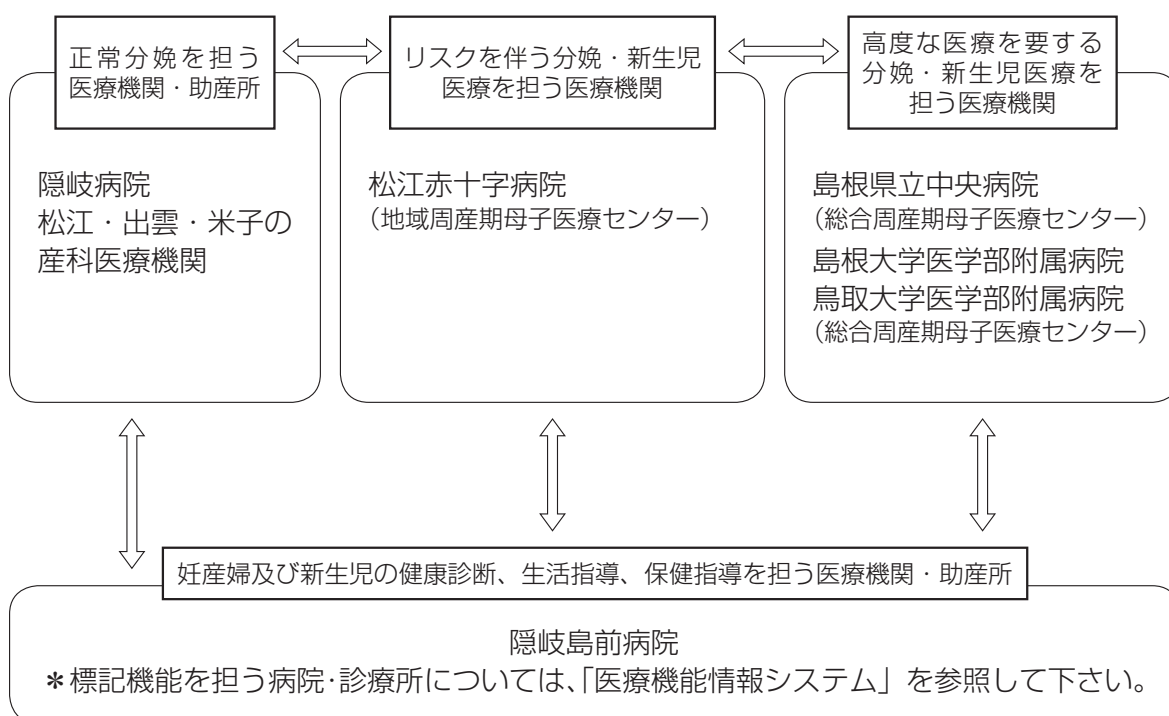 正常分娩を担う
医療機関・助産所
隠岐病院
松江・出雲・米子の
産科医療機関
リスクを伴う分娩・新生児
医療を担う医療機関
松江赤十字病院
（地域周産期母子医療センター）
高度な医療を要する
分娩・新生児医療を
担う医療機関
島根県立中央病院
（総合周産期母子医療センター）
島根大学医学部附属病院
鳥取大学医学部附属病院
（総合周産期母子医療センター）
妊産婦及び新生児の健康診断、生活指導、保健指導を担う医療機関・助産所
隠岐島前病院
＊標記機能を担う病院・診療所については、「医療機能情報システム」を参照して下さい。